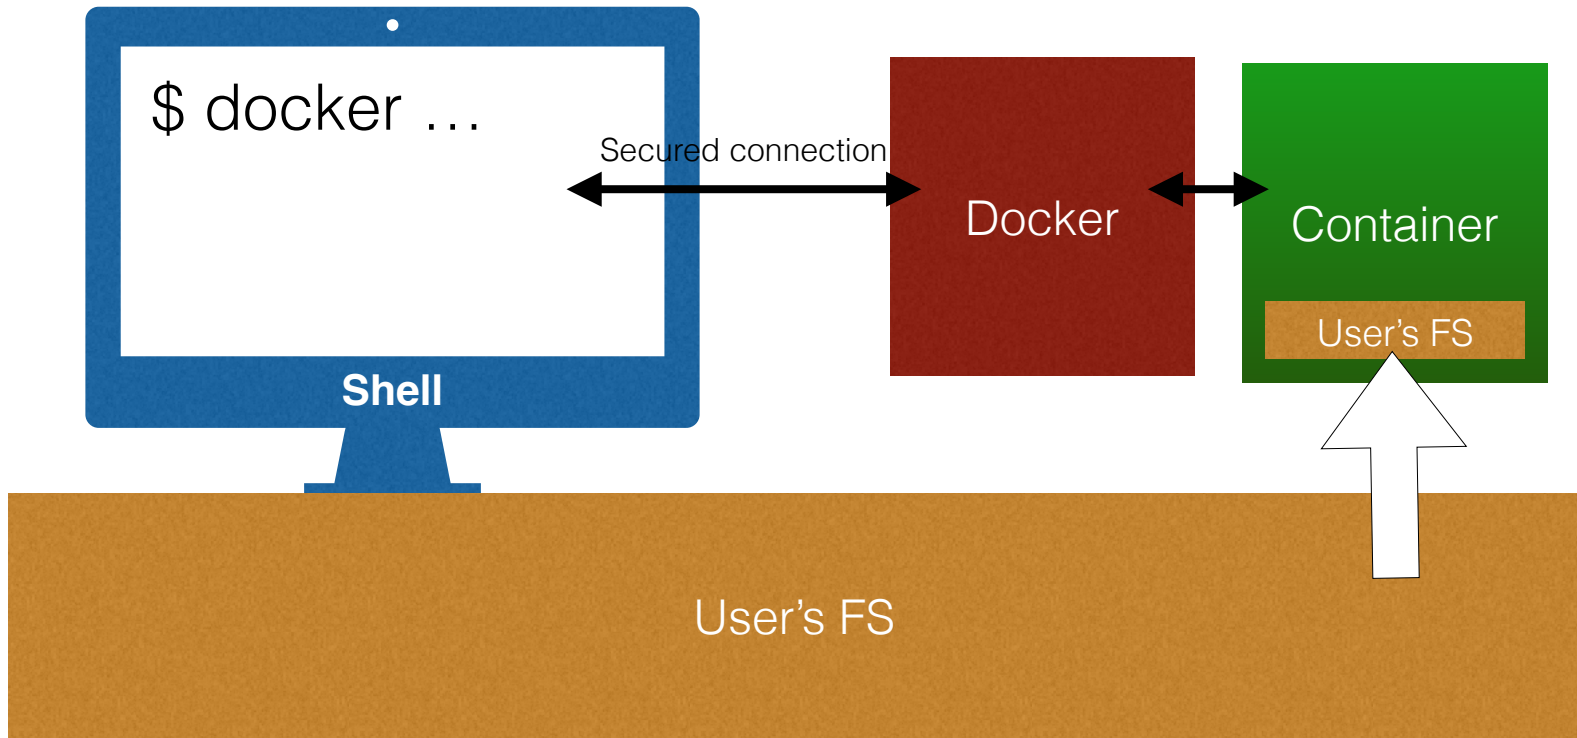 $ docker …
Secured connection
Docker
Container
User’s FS
Shell
User’s FS